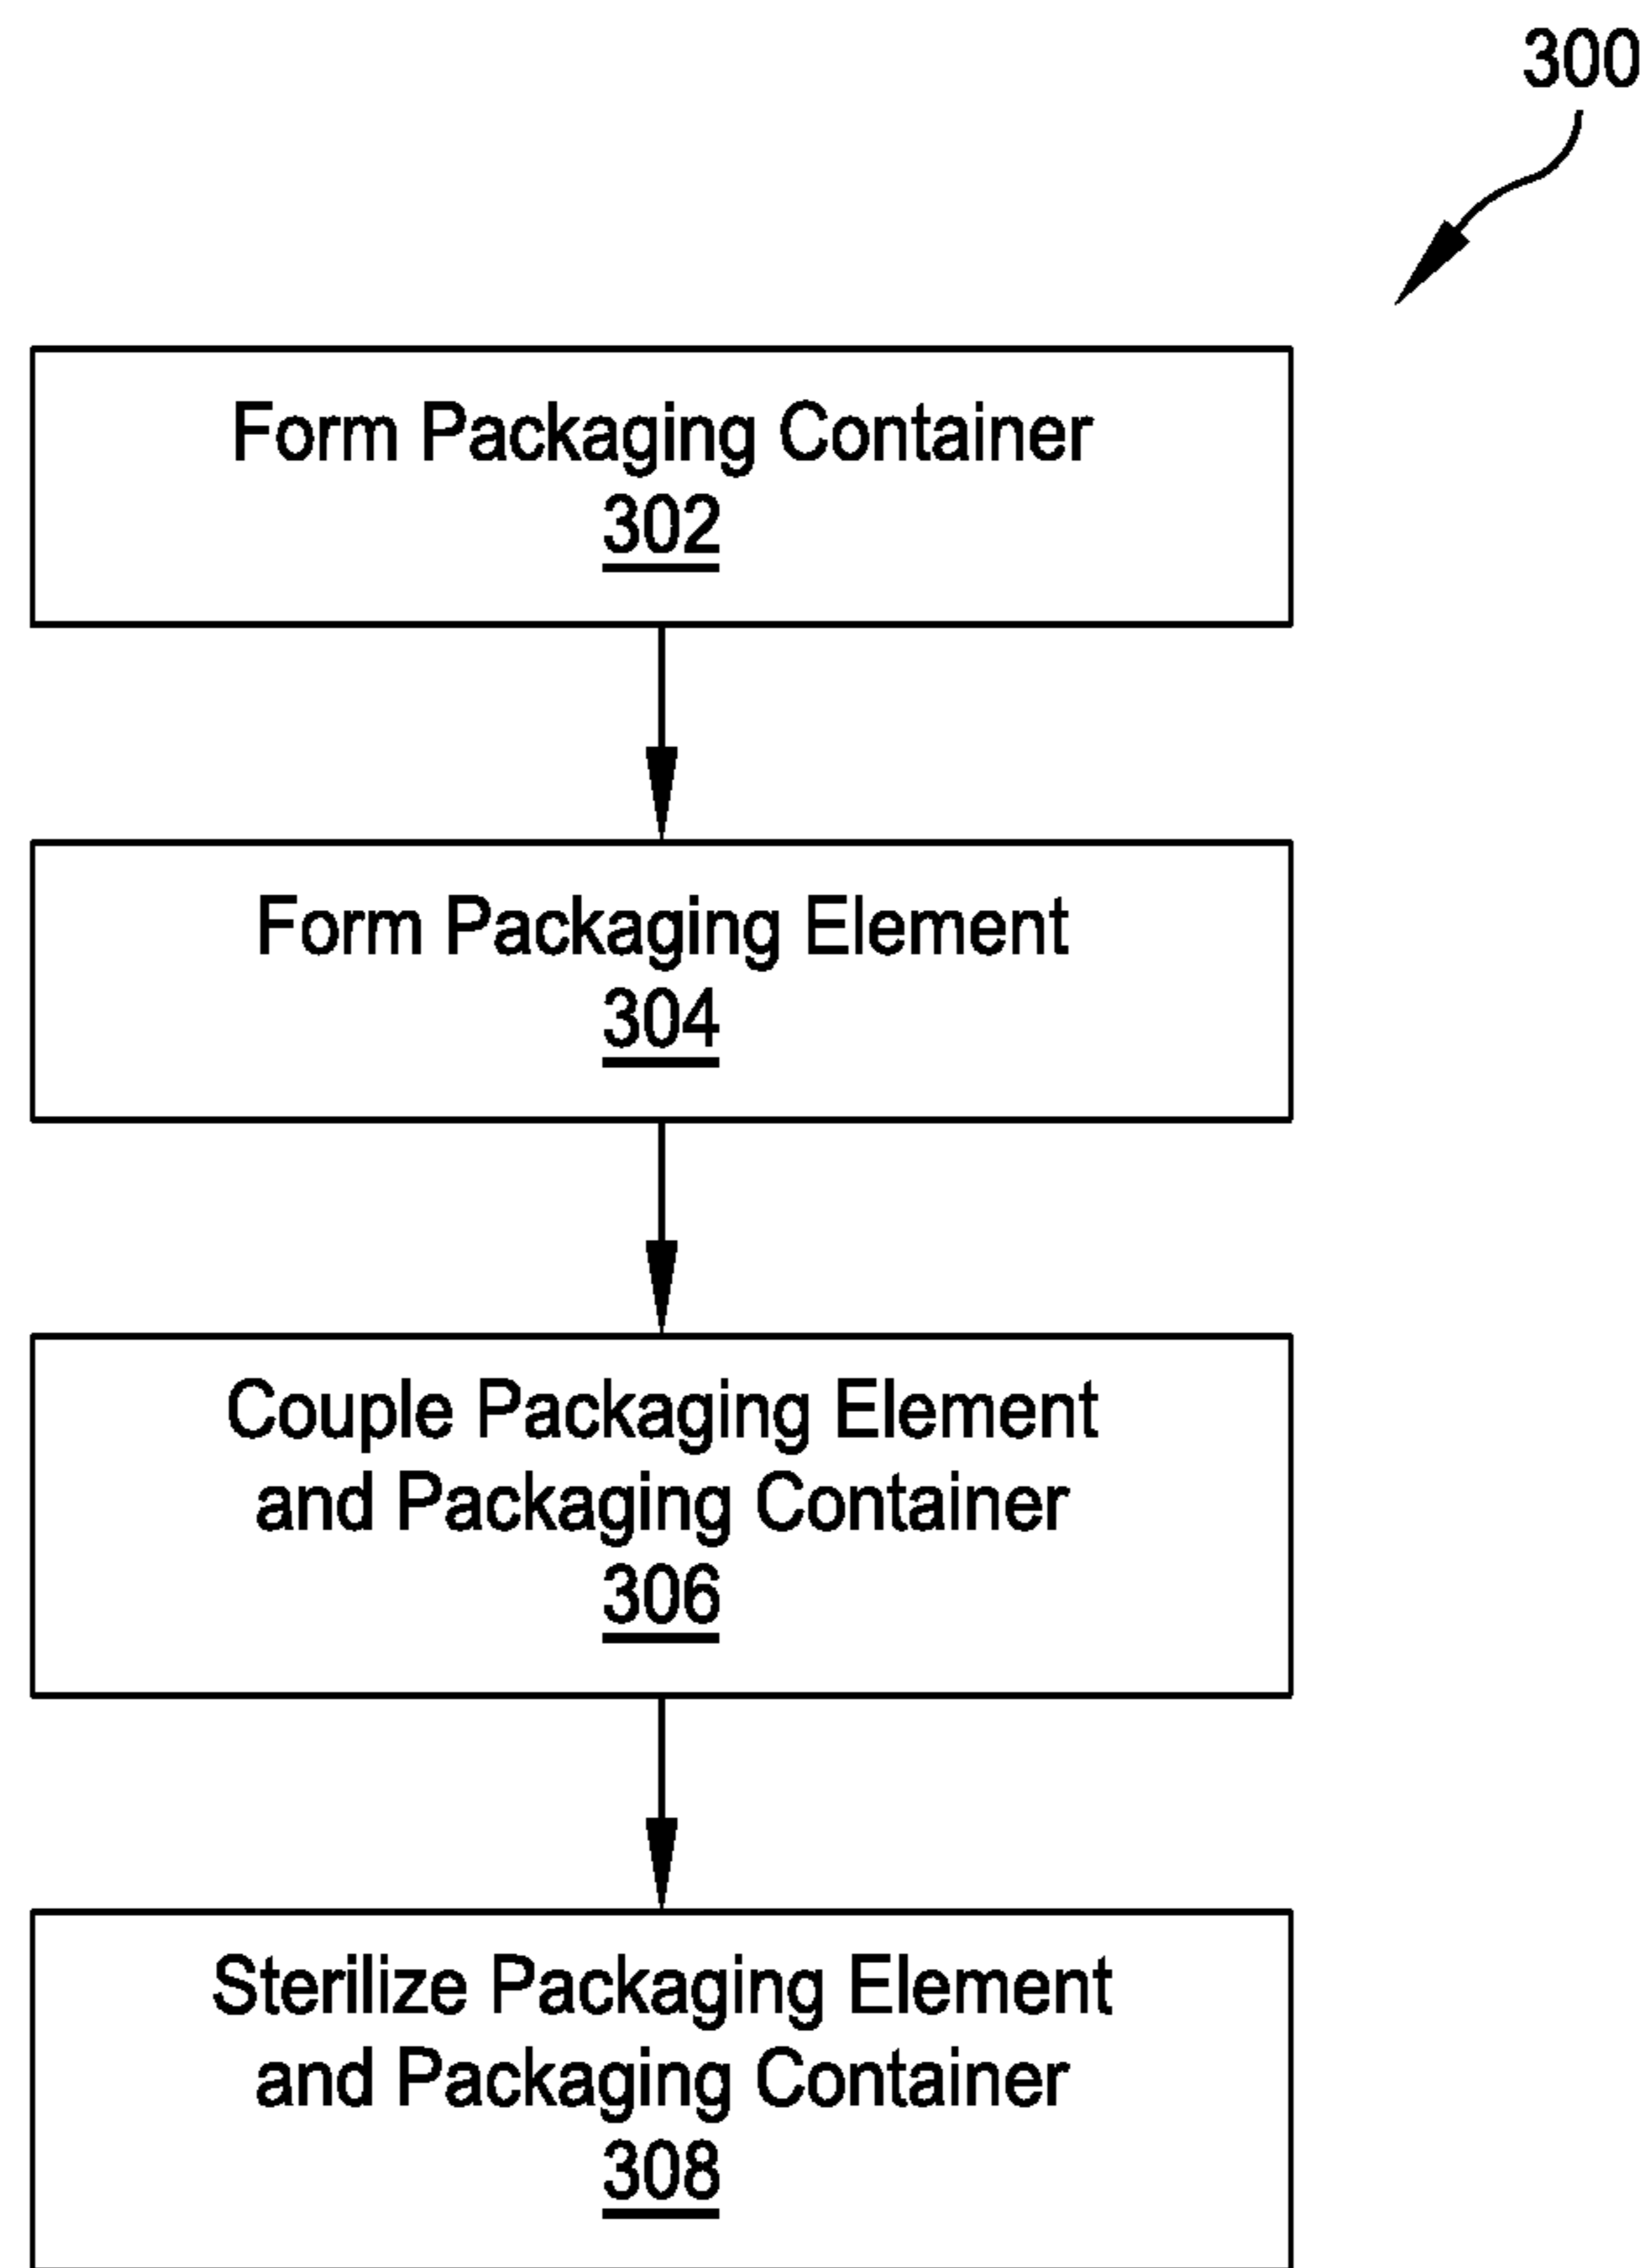 300
Form Packaging Container
302
Form Packaging Element
304
Couple Packaging Element
and Packaging Container
306
Sterilize Packaging Element
and Packaging Container
308